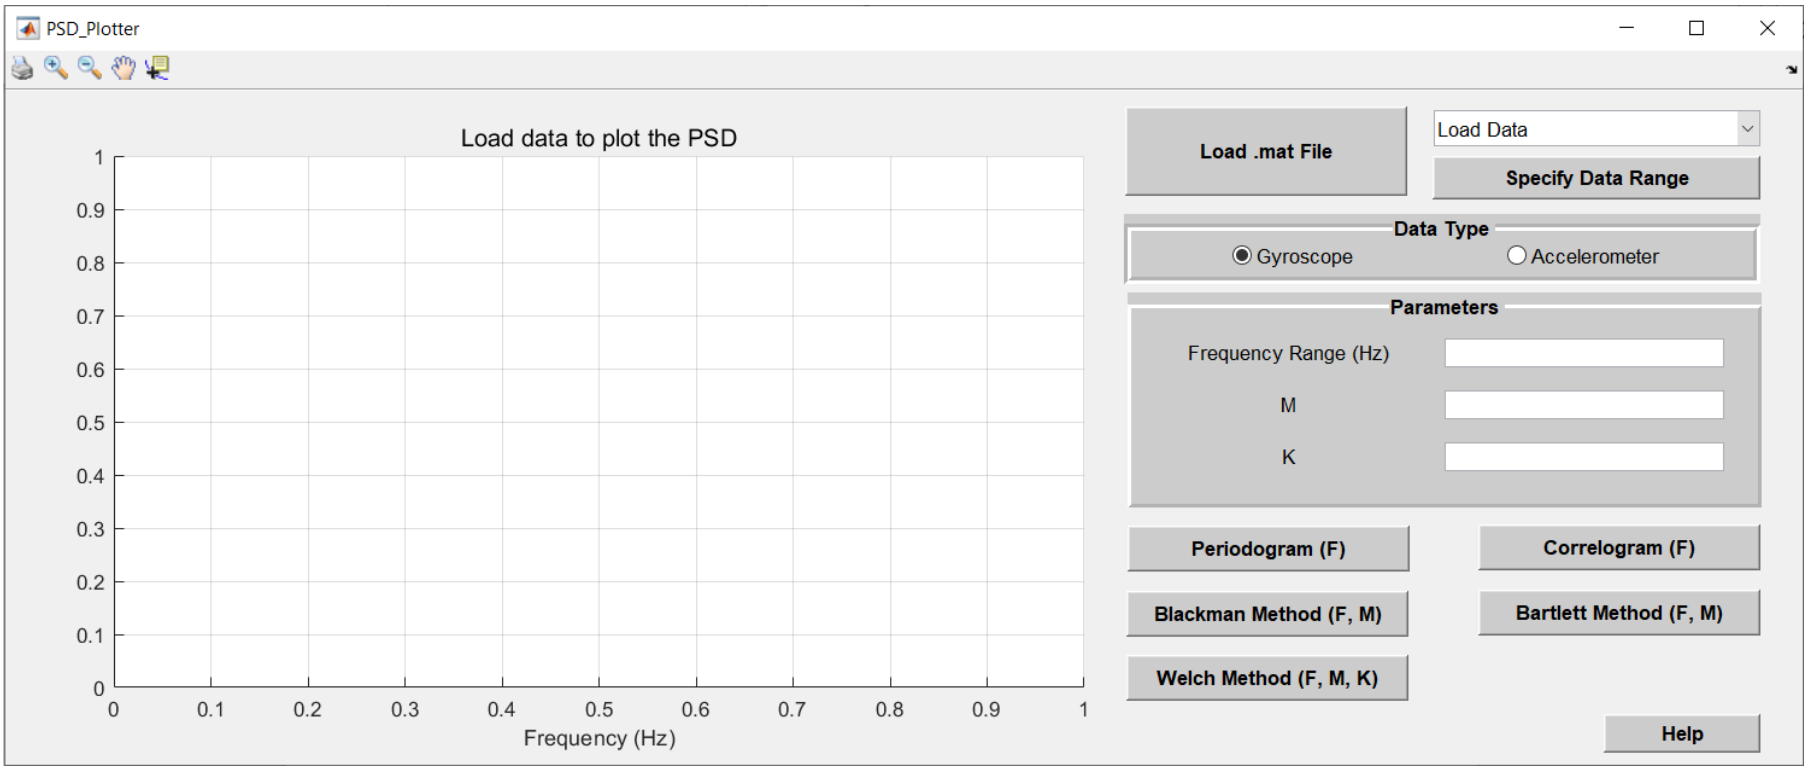 PSD_Plotter
Load data to plot the PSD
1
0.9
0.8
0.7
0.6
0.5
0.4
0.3
0.2
0.1
0
0 0.1 0.2 0.3 0.4 0.5 0.6 0.7 0.8 0.9 1
Frequency (Hz)
Load .mat File
Load Data
Specify Data Range
Data Type
Gyroscope Accelerometer
Parameters
Frequency Range (Hz)
M
K
Periodogram (F) Correlogram (F)
Blackman Method (F, M) Bartlett Method (F, M)
Welch Method (F, M, K)
Help